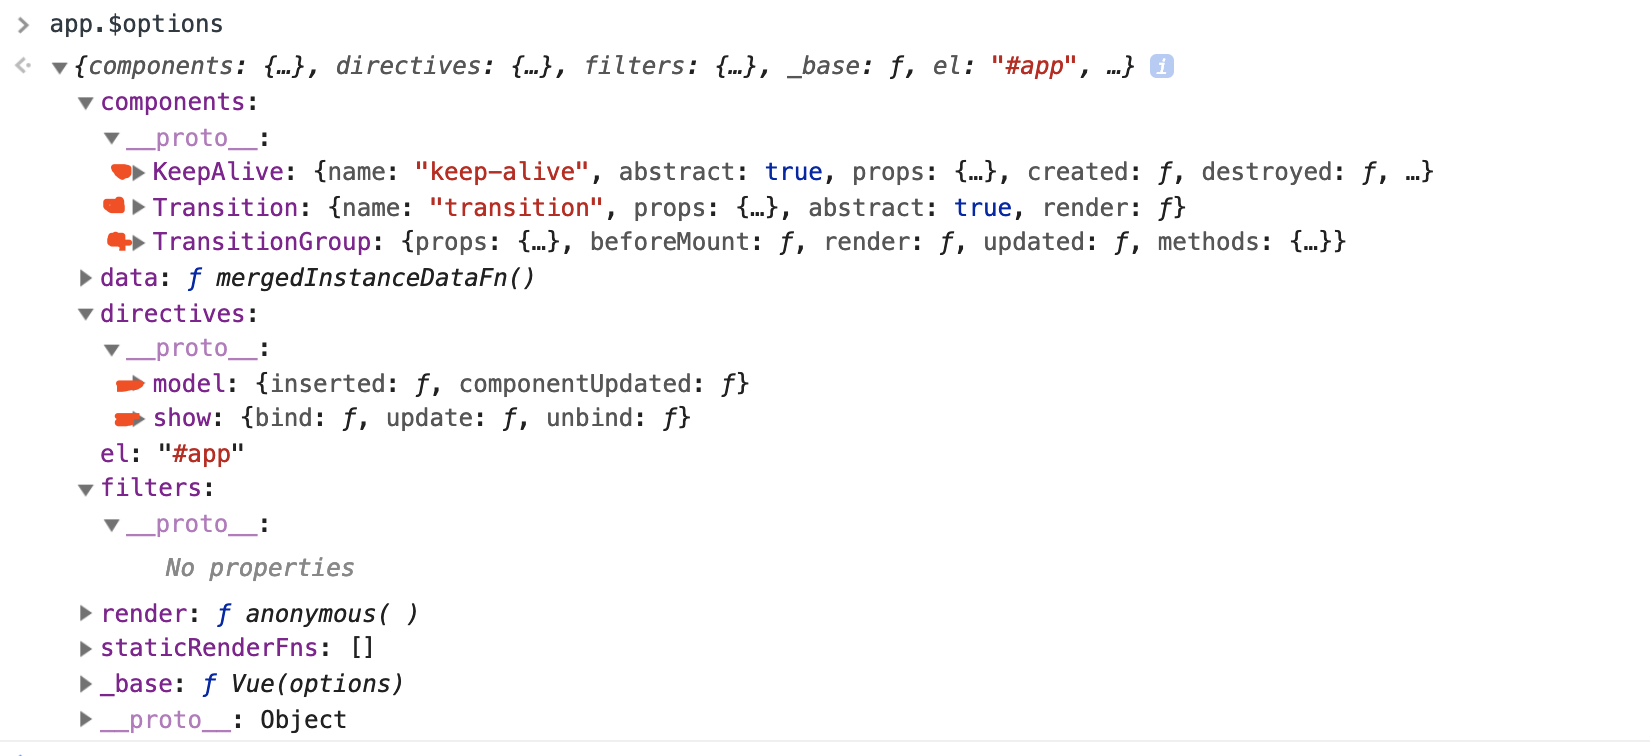 app.$options
{components: {…}, directives: {…}, filters: {…}, _base: ƒ, el: "#app", …} i
components:
__proto__:
KeepAlive: {name: "keep-alive", abstract: true, props: {…}, created: ƒ, destroyed: ƒ, …}
Transition: {name: "transition", props: {…}, abstract: true, render: ƒ}
TransitionGroup: {props: {…}, beforeMount: ƒ, render: ƒ, updated: ƒ, methods: {…}}
data: ƒ mergedInstanceDataFn()
directives:
__proto__:
model: {inserted: ƒ, componentUpdated: ƒ}
show: {bind: ƒ, update: ƒ, unbind: ƒ}
el: "#app"
filters:
__proto__:
No properties
render: ƒ anonymous( )
staticRenderFns: []
_base: ƒ Vue(options)
__proto__: Object